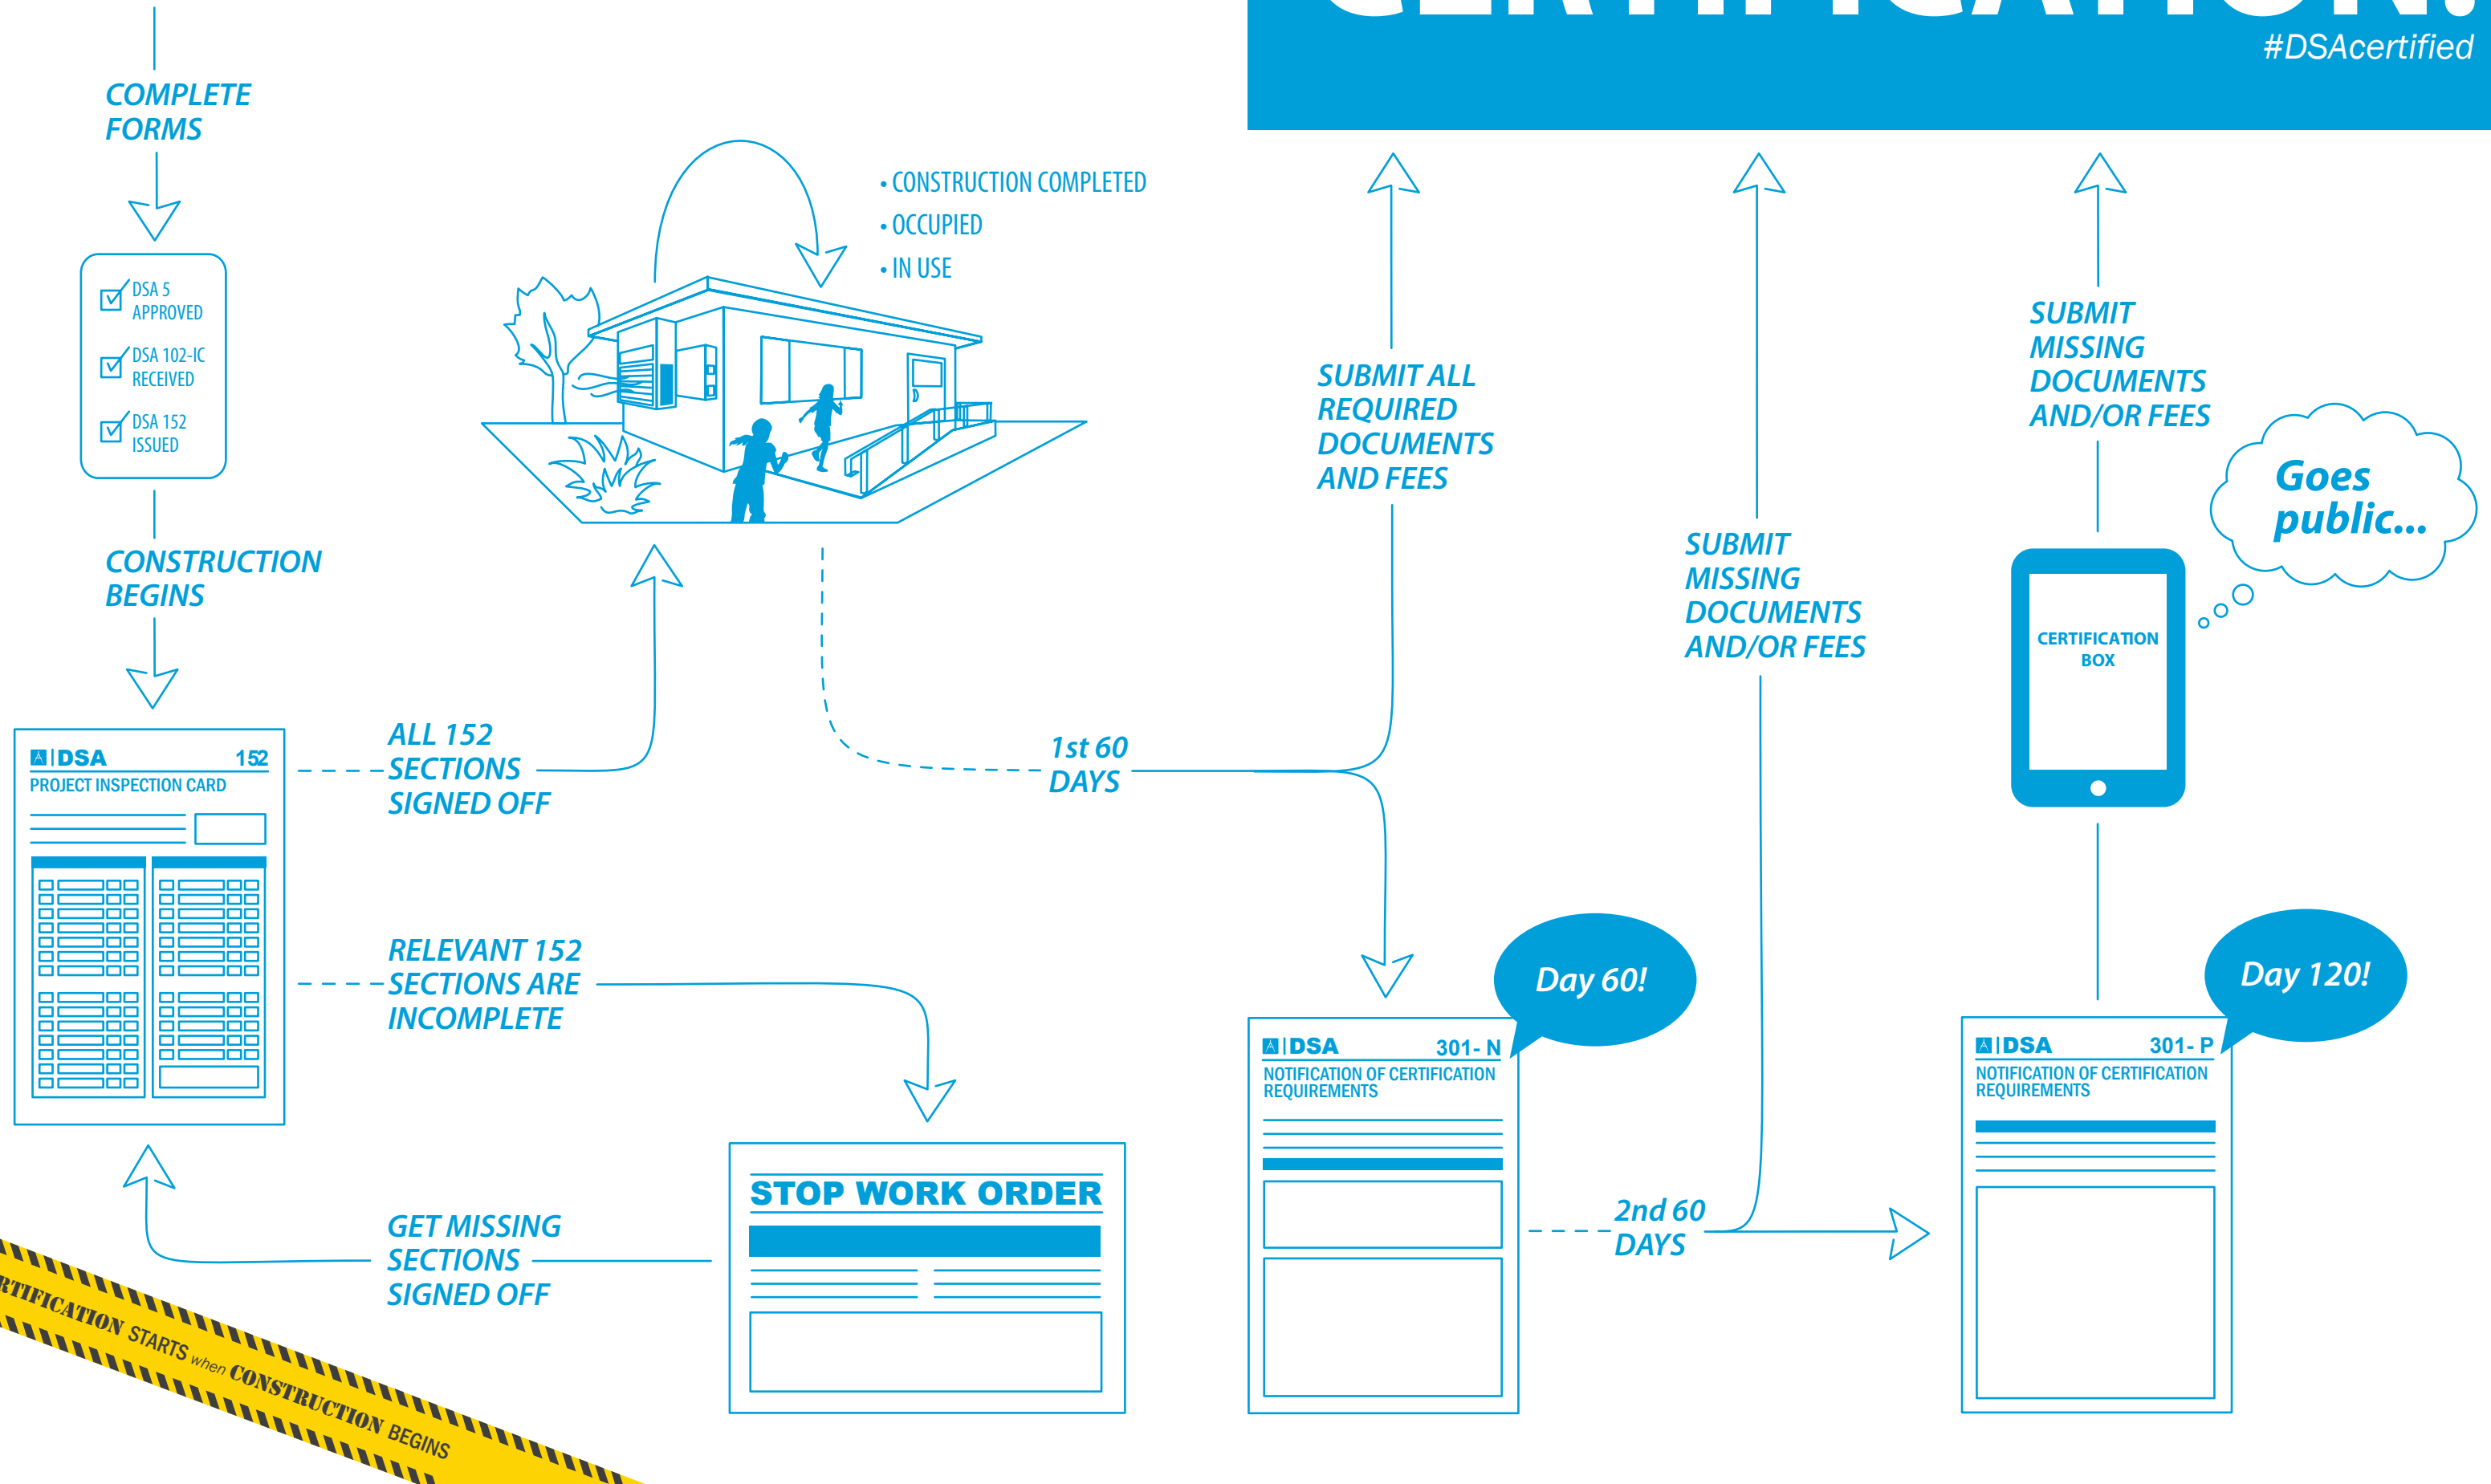 CERTIFICATION!
#DSAcertified
COMPLETE
FORMS
DSA 5
APPROVED
DSA 102-IC
RECEIVED
DSA 152
ISSUED
CONSTRUCTION
BEGINS
• CONSTRUCTION COMPLETED
• OCCUPIED
• IN USE
DSA 152
PROJECT INSPECTION CARD
ALL 152
SECTIONS
SIGNED OFF
RELEVANT 152
SECTIONS ARE
INCOMPLETE
STOP WORK ORDER
GET MISSING
SECTIONS
SIGNED OFF
1st 60
DAYS
SUBMIT ALL
REQUIRED
DOCUMENTS
AND FEES
Day 60!
DSA 301- N
NOTIFICATION OF CERTIFICATION
REQUIREMENTS
2nd 60
DAYS
SUBMIT
MISSING
DOCUMENTS
AND/OR FEES
Day 120!
DSA 301- P
NOTIFICATION OF CERTIFICATION
REQUIREMENTS
CERTIFICATION
BOX
Goes
public...
SUBMIT
MISSING
DOCUMENTS
AND/OR FEES
RTIFICATION STARTS when CONSTRUCTION BEGINS